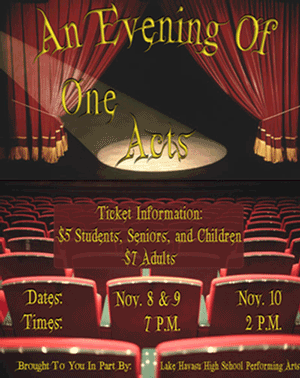 An Evening Of
One
Acts
Ticket Information:
$5 Students, Seniors, and Children
$7 Adults
Dates: Nov. 8 & 9 Nov. 10
Times: 7 P.M. 2 P.M.
Brought To You In Part By: Lake Havasu High School Performing Arts